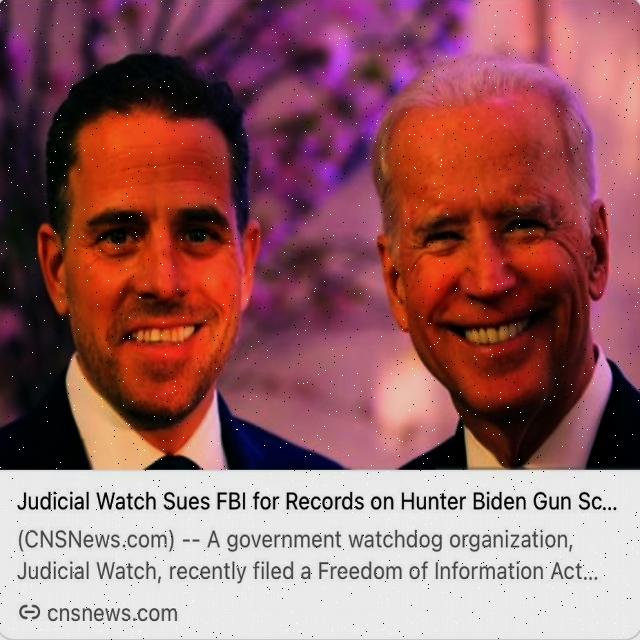 Judicial Watch Sues FBI for Records on Hunter Biden Gun Sc...
(CNSNews.com) -- A government watchdog organization,
Judicial Watch, recently filed a Freedom of Information Act...
cnsnews.com